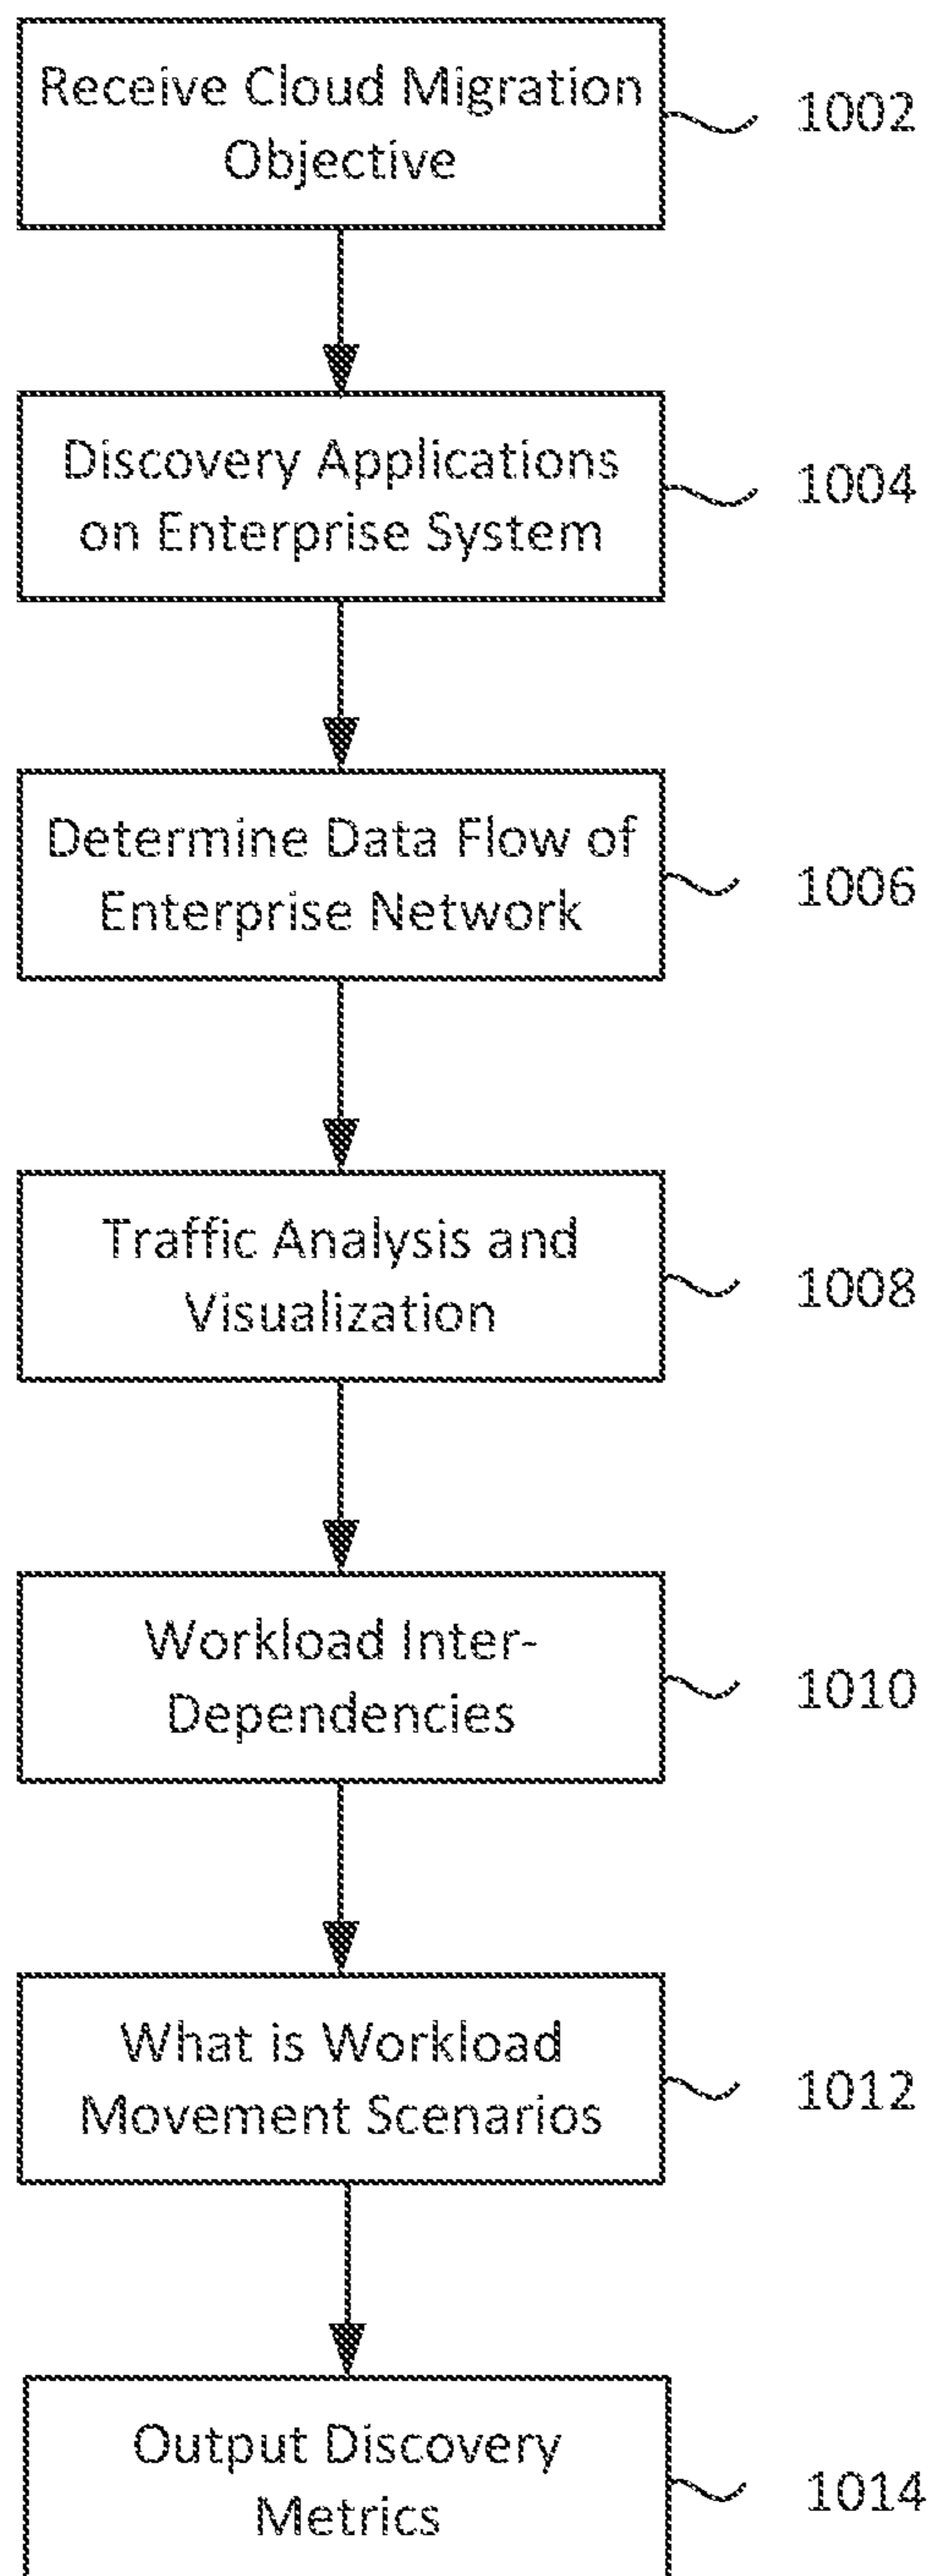 Receive Cloud Migration
Objective
1002
Discovery Applications
on Enterprise System
1004
Determine Data Flow of
Enterprise Network
1006
Traffic Analysis and
Visualization
1008
Workload Inter-
Dependencies
1010
What is Workload
Movement Scenarios
1012
Output Discovery
Metrics
1014